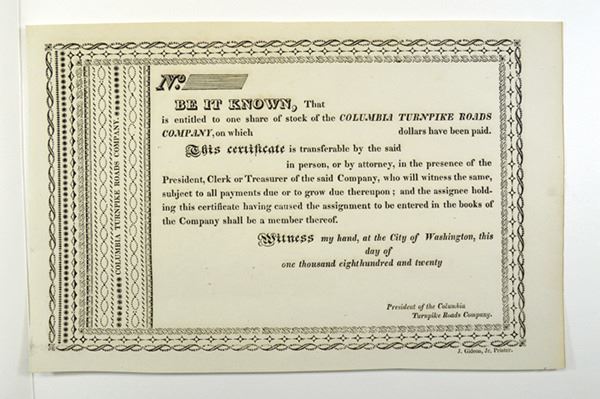 COLUMBIA TURNPIKE ROADS COMPANY.
No.
BE IT KNOWN, That
is entitled to one share of stock of the COLUMBIA TURNPIKE ROADS
COMPANY, on which dollars have been paid.
This certificate is transferable by the said
in person, or by attorney, in the presence of the
President, Clerk or Treasurer of the said Company, who will witness the same,
subject to all payments due or to grow due thereupon; and the assignee hold-
ing this certificate having caused the assignment to be entered in the books of
the Company shall be a member thereof.
Witness my hand, at the City of Washington, this
day of
one thousand eighthundred and twenty
President of the Columbia
Turnpike Roads Company.
J. Gideon, Jr. Printer.